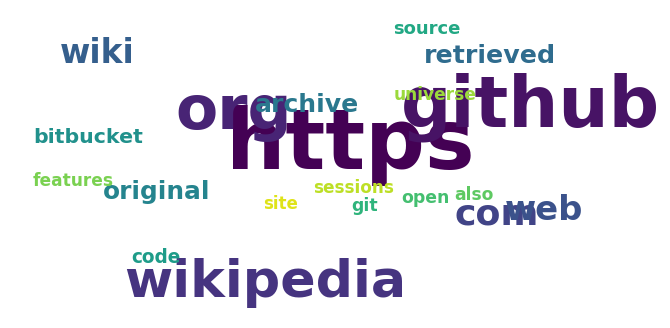 source
wiki
retrieved
universe
github
org
archive
https
bitbucket
features
sessions
original
also
open
site
git
com
web
code
wikipedia